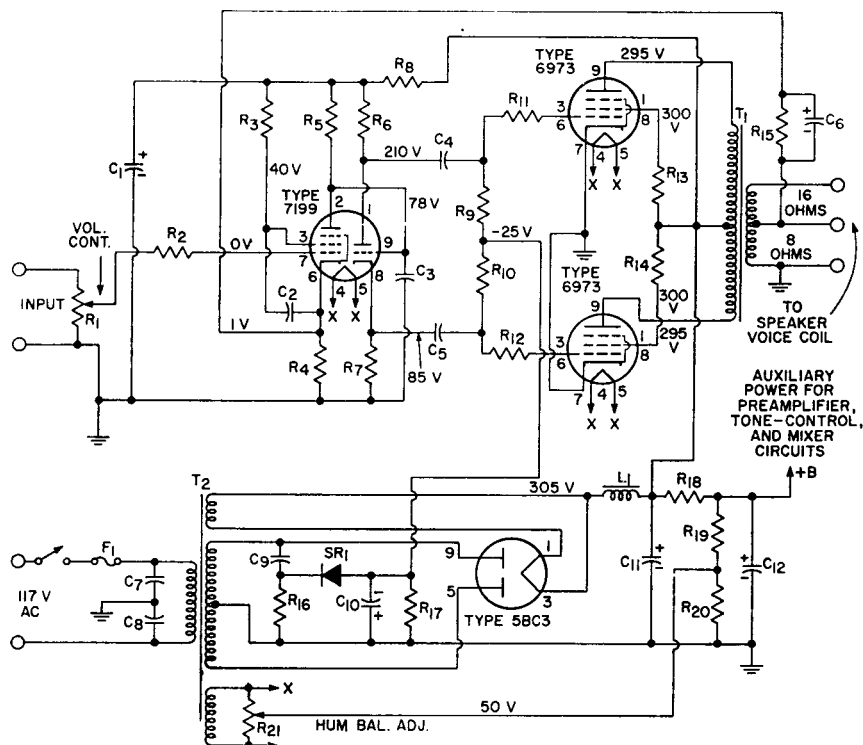 R8
TYPE
6973
9
295 V
R3
R5
R6
R11
3
6
1
8
300
V
T1
R15
+
-
C6
C1
+
-
40V
210 V
C4
7
4
5
X
X
R13
TYPE
7199
2
1
78 V
R9
16
OHMS
VOL.
CONT.
R2
0V
3
7
9
-25 V
R14
8
OHMS
INPUT
R1
C2
6
4
5
8
X
X
C3
R10
TYPE
6973
9
300
V
295
V
TO
SPEAKER
VOICE COIL
1 V
R4
R7
85 V
C5
R12
3
6
1
8
7
4
5
X
X
AUXILIARY
POWER FOR
PREAMPLIFIER,
TONE-CONTROL,
AND MIXER
CIRCUITS
T2
305 V
L1
R18
+B
F1
C9
SR1
9
1
R19
117 V
AC
C7
C8
R16
C10
-
+
R17
5
3
TYPE 5BC3
C11
+
-
R20
+
-
C12
X
R21
50 V
HUM BAL. ADJ.